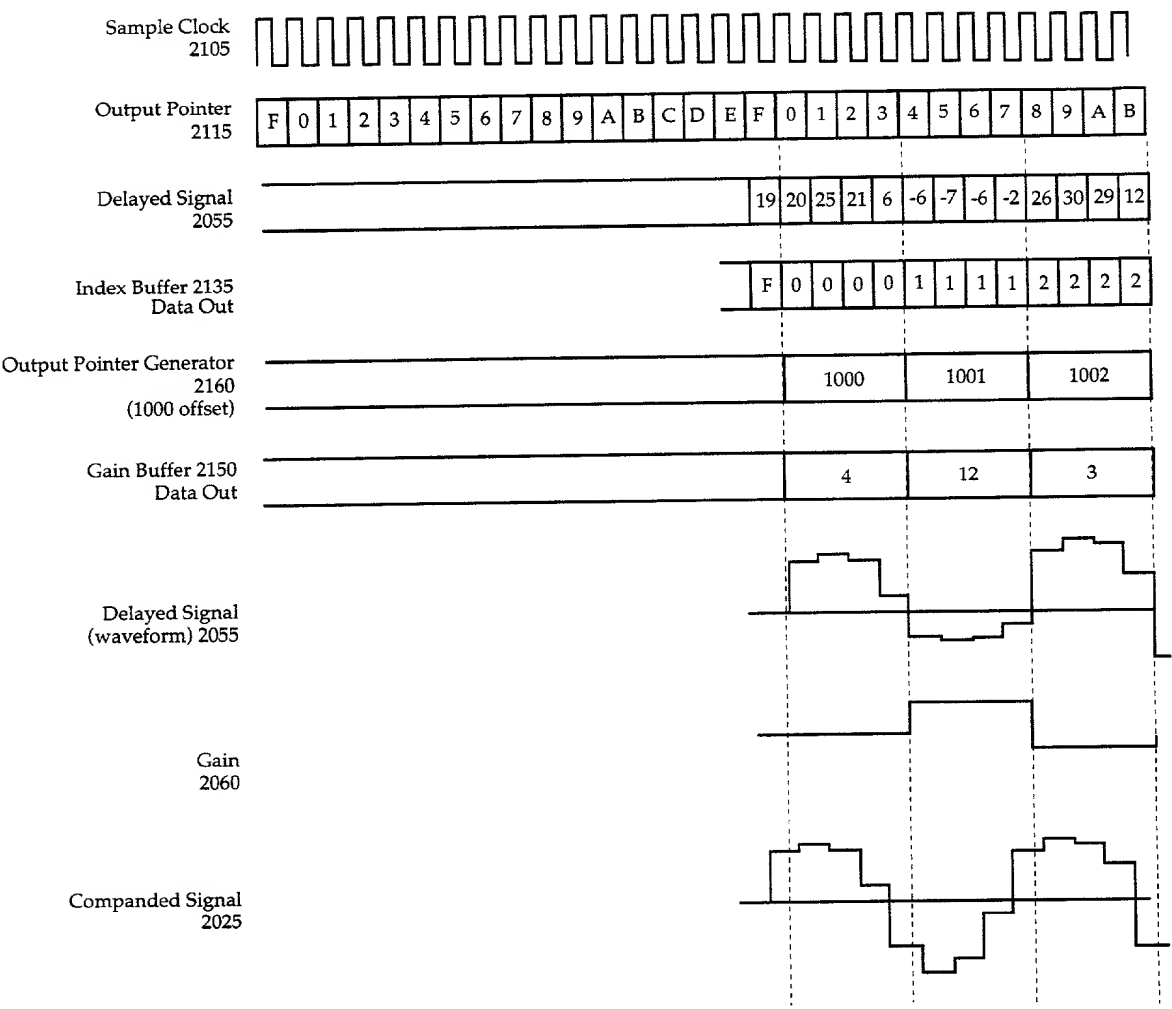 Sample Clock
2105
Output Pointer
2115
F 0 1 2 3 4 5 6 7 8 9 A B C D E F 0 1 2 3 4 5 6 7 8 9 A B
Delayed Signal
2055
19 20 25 21 6 -6 -7 -6 -2 26 30 29 12
Index Buffer 2135
Data Out
F 0 0 0 0 1 1 1 1 2 2 2 2
Output Pointer Generator
2160
(1000 offset)
1000 1001 1002
Gain Buffer 2150
Data Out
4 12 3
Delayed Signal
(waveform) 2055
Gain
2060
Companded Signal
2025